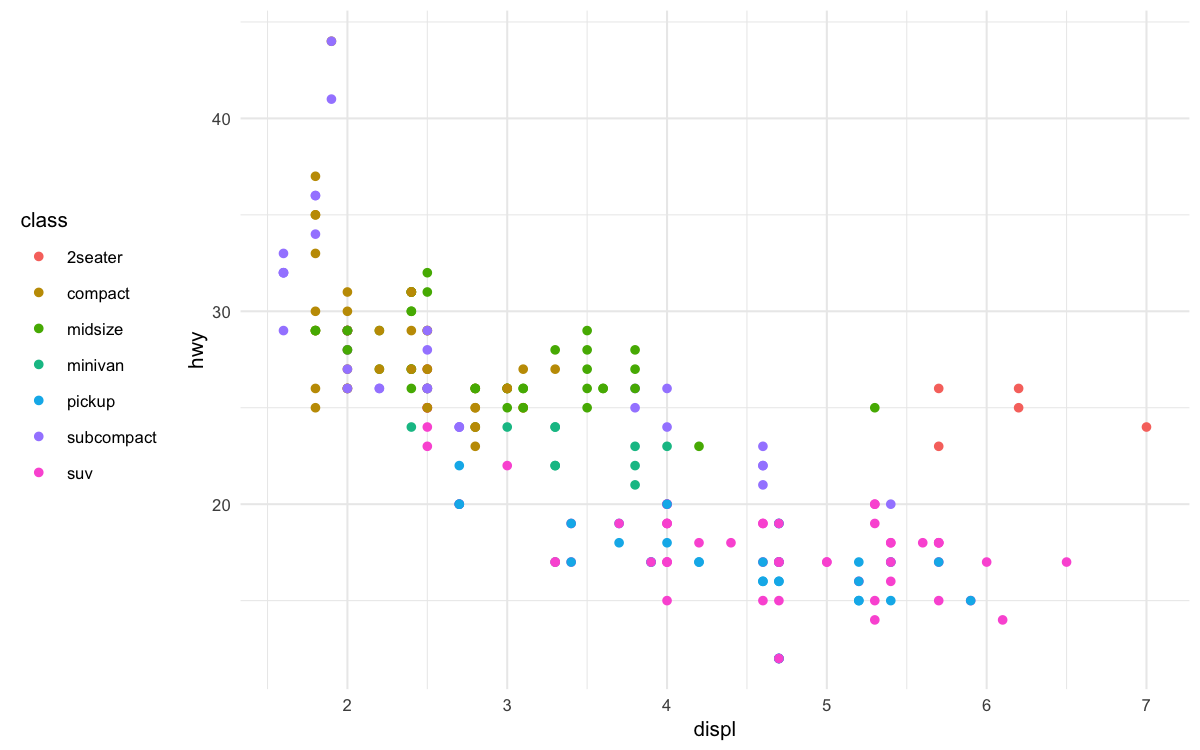 class
2seater
compact
midsize
minivan
pickup
subcompact
suv
hwy
40
30
20
2 3 4 5 6 7
displ